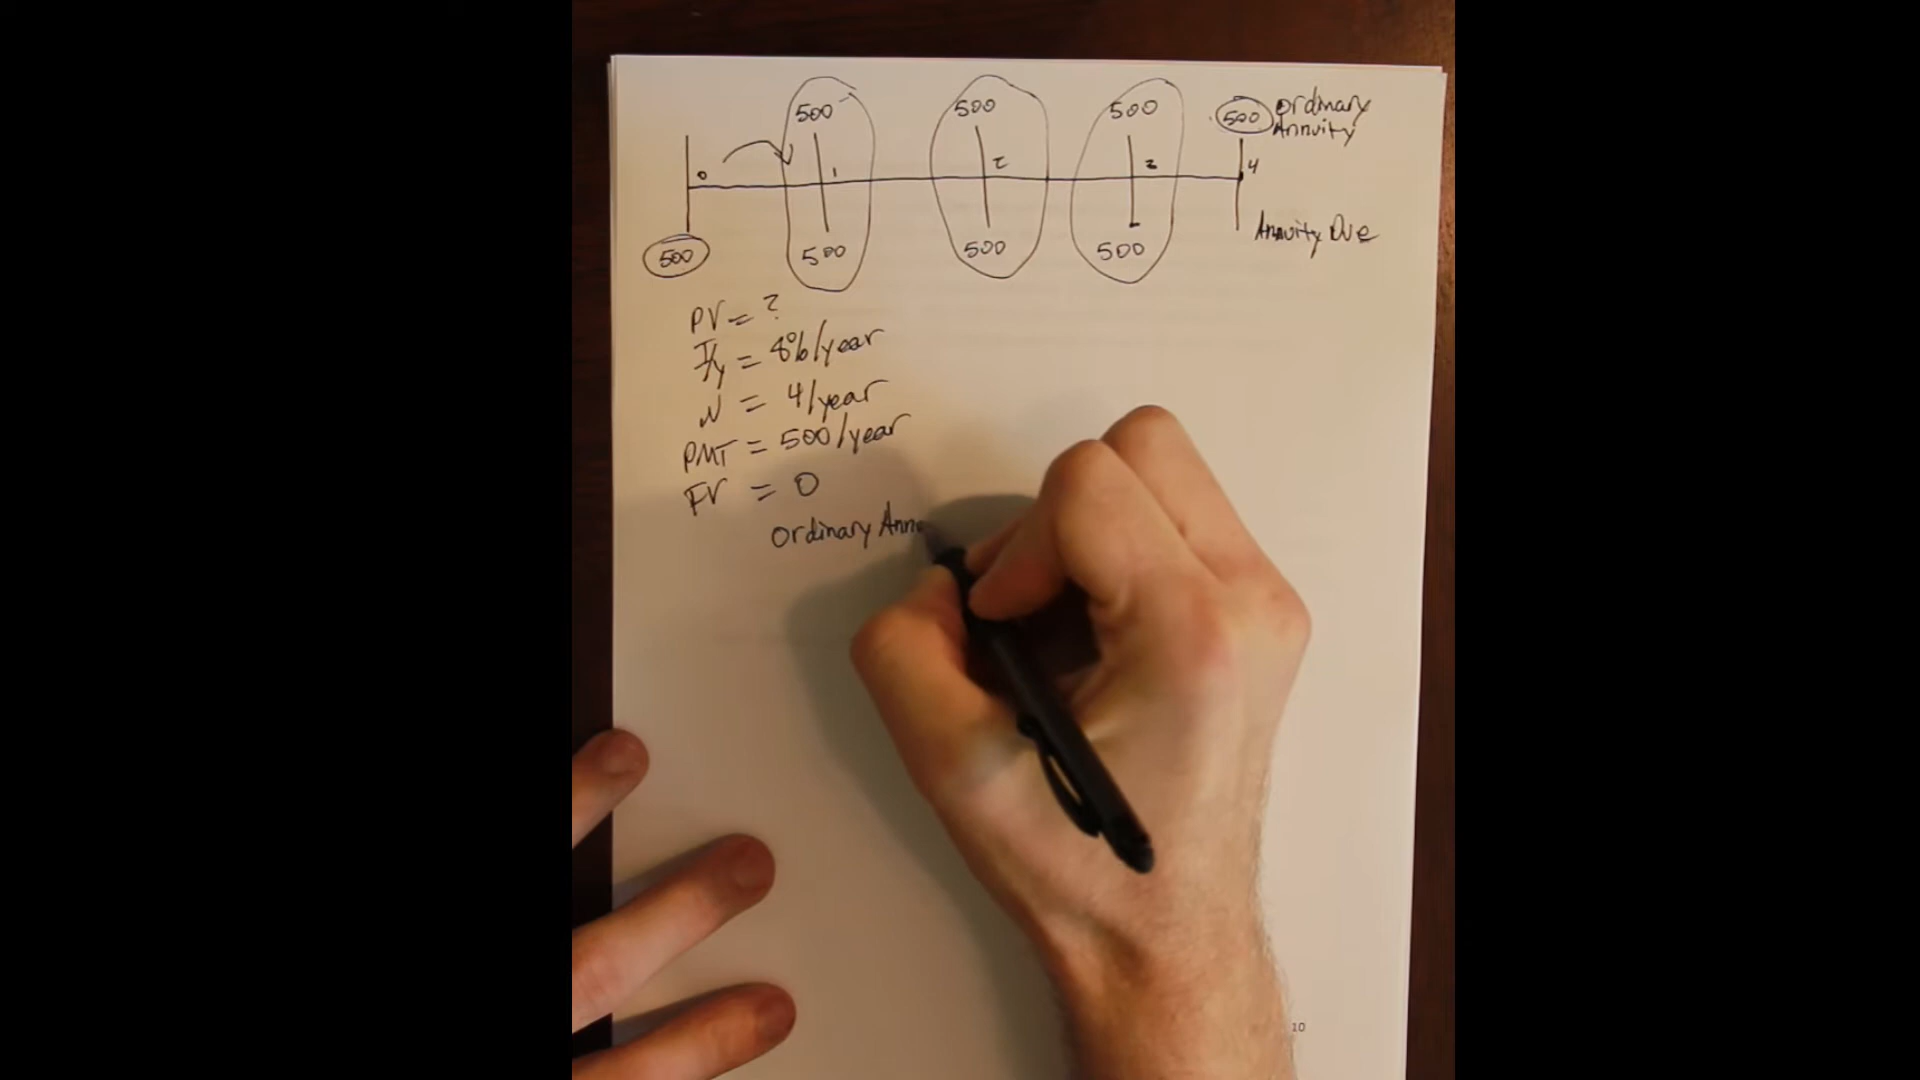 500 500 500 500 Ordinary
Annuity
0 1 2 3 4
500 500 500 500 Annuity Due
PV = ?
I/y = 8%/year
N = 4/year
PMT = 500/year
FV = 0
Ordinary Ann
10